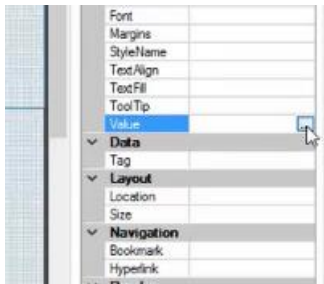 Font
Margins
StyleName
TextAlign
TextFill
ToolTip
Value
Data
Tag
Layout
Location
Size
Navigation
Bookmark
Hyperlink